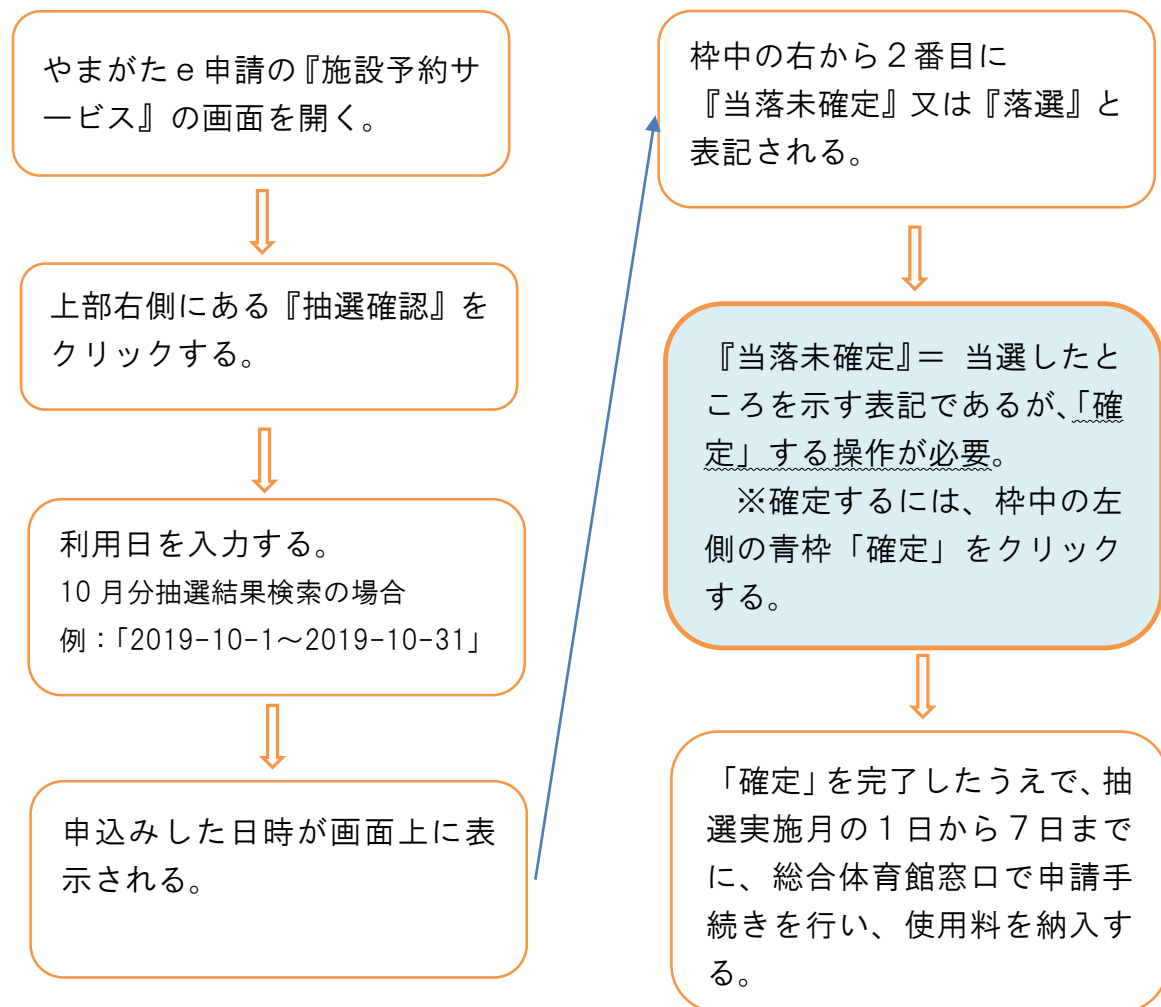 やまがたｅ申請の『施設予約サ
ービス』の画面を開く。
上部右側にある『抽選確認』を
クリックする。
利用日を入力する。
10 月分抽選結果検索の場合
例：「2019-10-1～2019-10-31」
申込みした日時が画面上に表
示される。
枠中の右から２番目に
『当落未確定』又は『落選』と
表記される。
『当落未確定』＝ 当選したと
ころを示す表記であるが、「確
定」する操作が必要。
※確定するには、枠中の左
側の青枠「確定」をクリック
する。
「確定」を完了したうえで、抽
選実施月の１日から７日まで
に、総合体育館窓口で申請手
続きを行い、使用料を納入す
る。